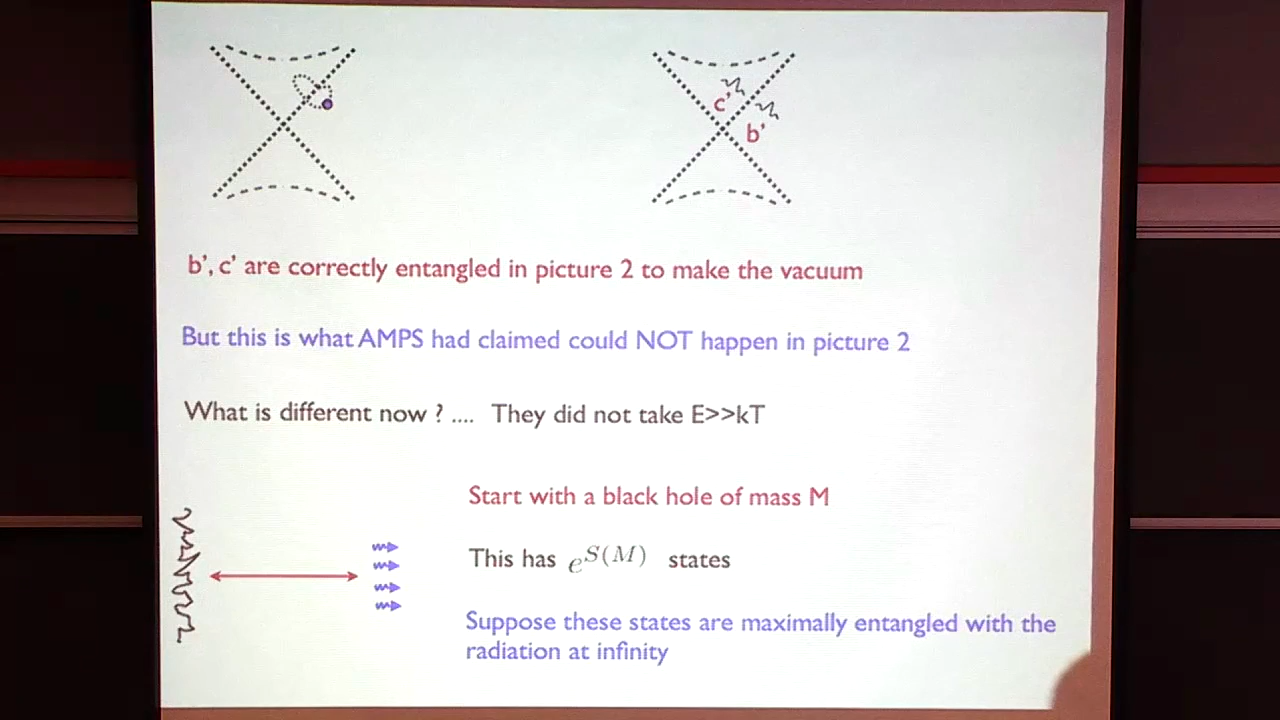 c'
b'
b', c' are correctly entangled in picture 2 to make the vacuum
But this is what AMPS had claimed could NOT happen in picture 2
What is different now ? .... They did not take E>>kT
Start with a black hole of mass M
This has e^{S(M)} states
Suppose these states are maximally entangled with the
radiation at infinity